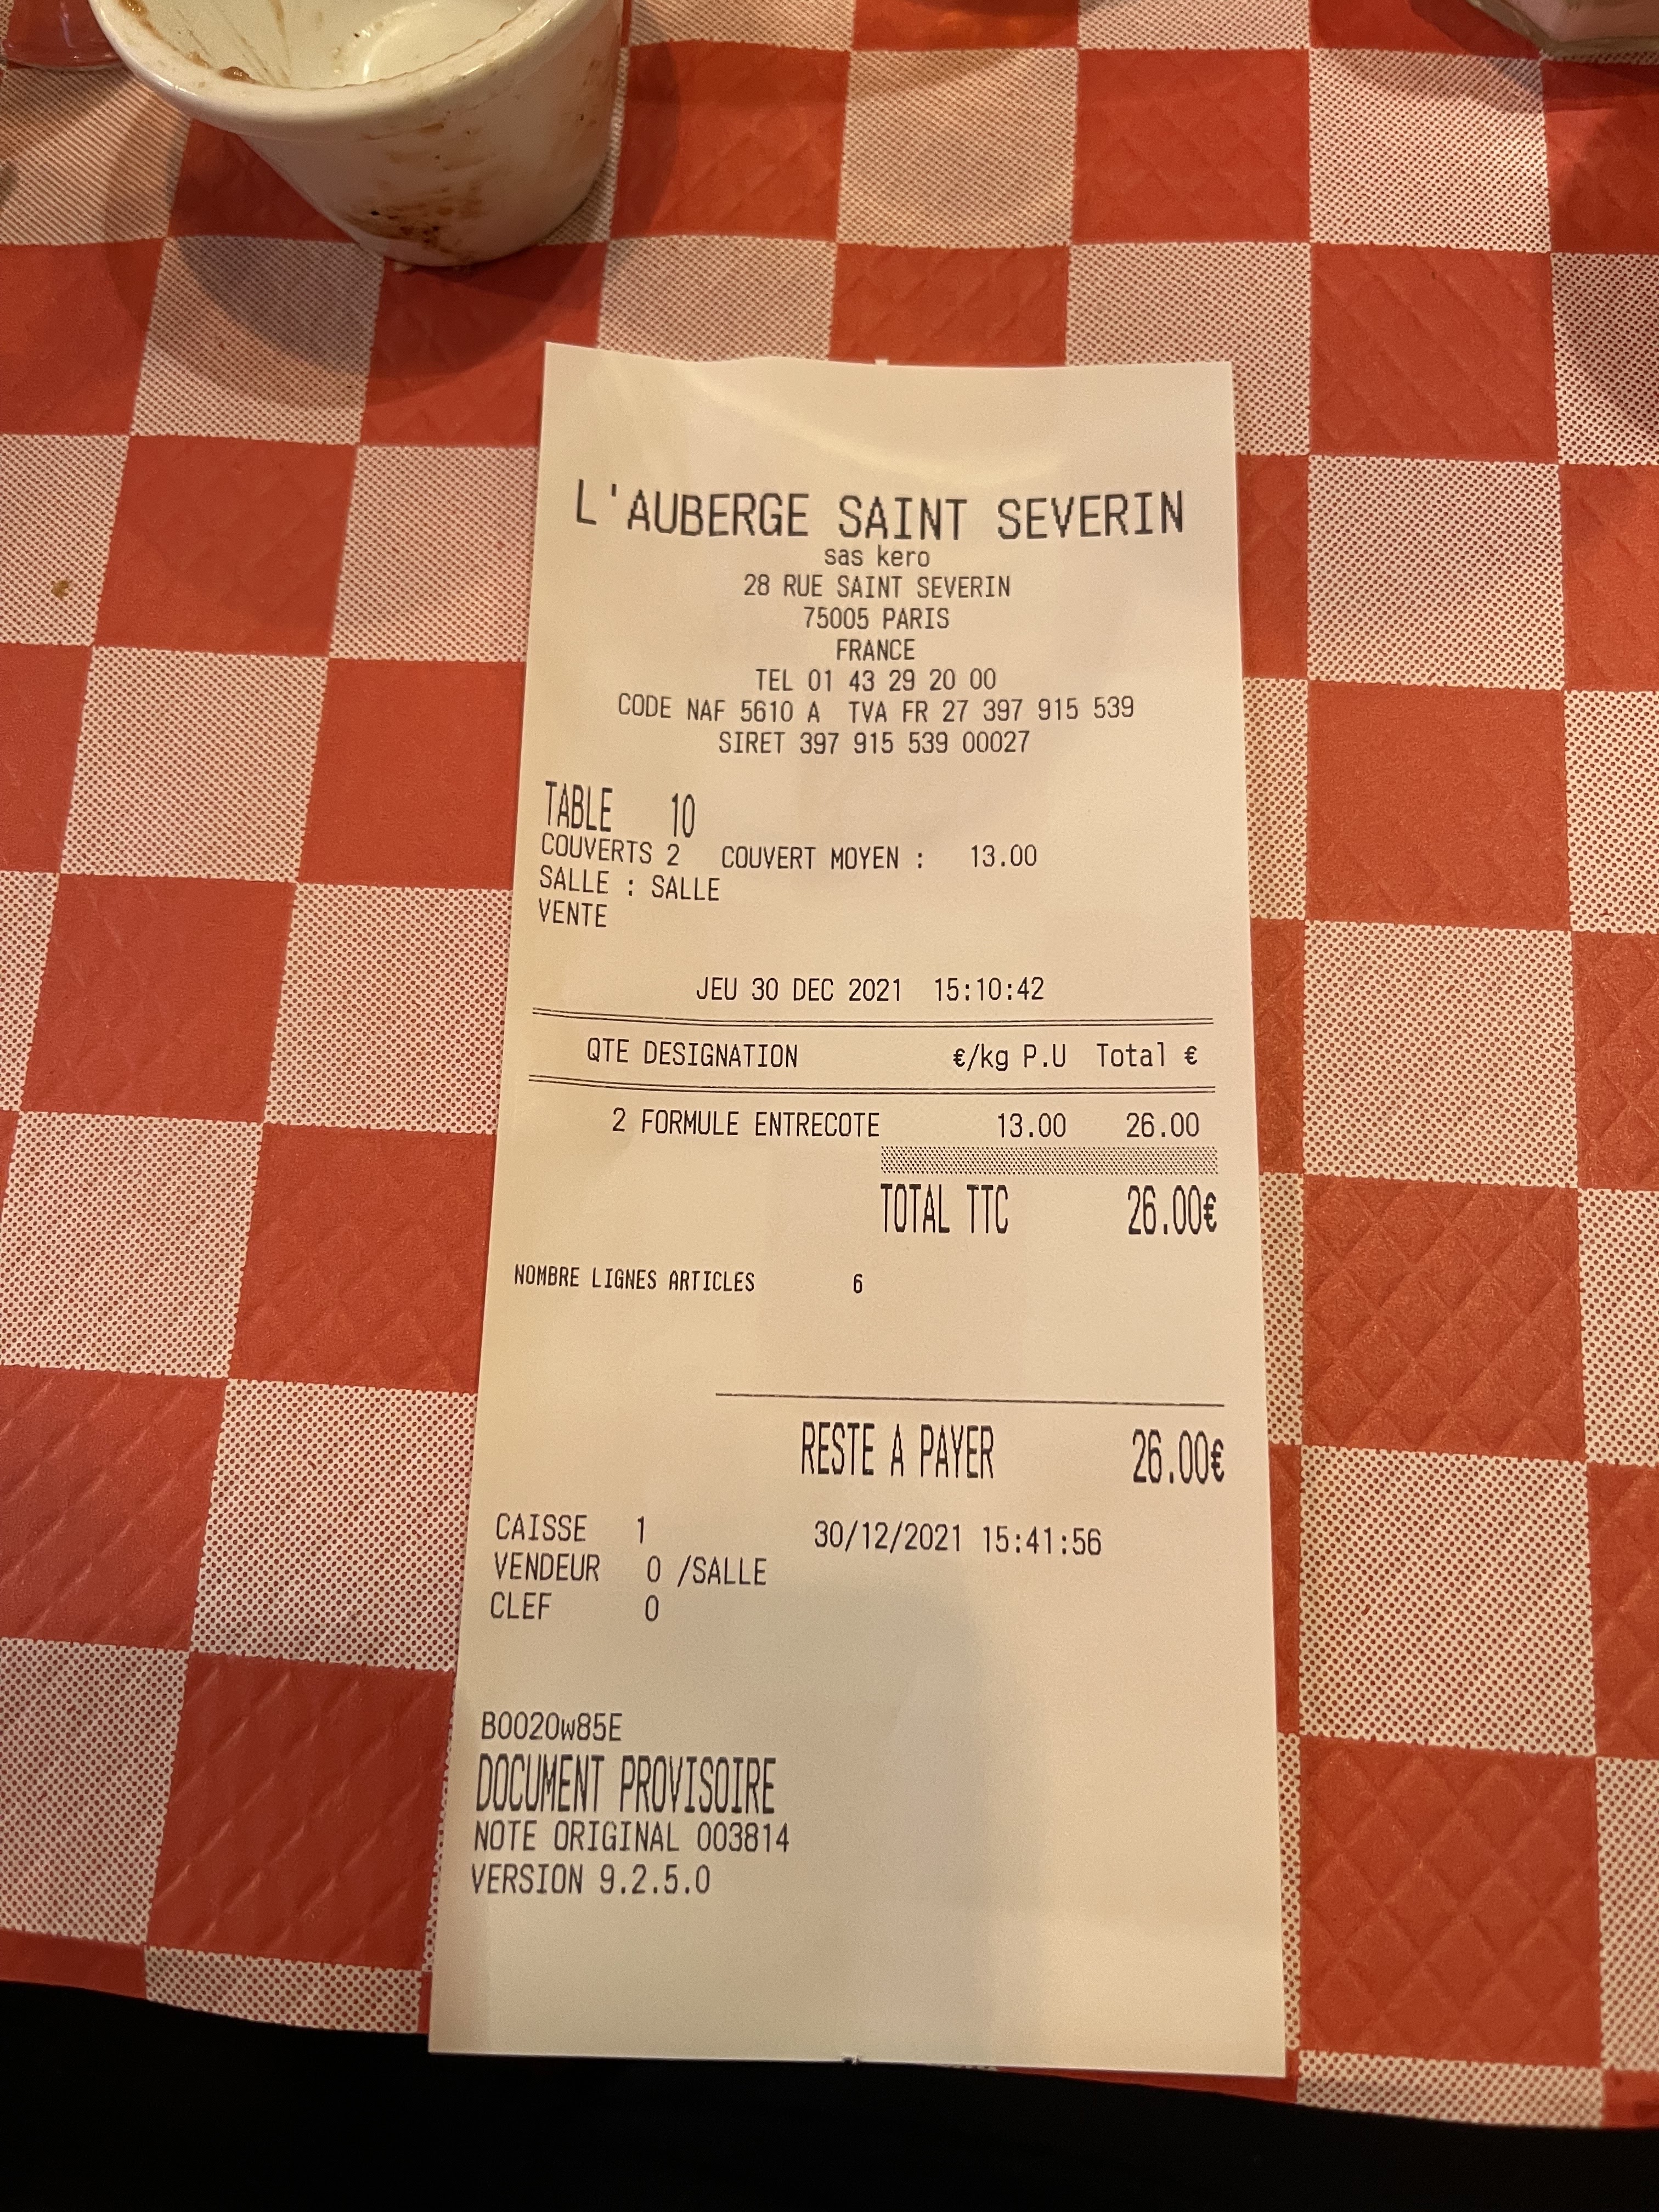 L'AUBERGE SAINT SEVERIN
sas kero
28 RUE SAINT SEVERIN
75005 PARIS
FRANCE
TEL 01 43 29 20 00
CODE NAF 5610 A TVA FR 27 397 915 539
SIRET 397 915 539 00027
TABLE 10
COUVERTS 2 COUVERT MOYEN : 13.00
SALLE : SALLE
VENTE
JEU 30 DEC 2021 15:10:42
QTE DESIGNATION €/kg P.U Total €
2 FORMULE ENTRECOTE 13.00 26.00
TOTAL TTC 26.00€
NOMBRE LIGNES ARTICLES 6
RESTE A PAYER 26.00€
CAISSE 1 30/12/2021 15:41:56
VENDEUR 0 /SALLE
CLEF 0
B0020w85E
DOCUMENT PROVISOIRE
NOTE ORIGINAL 003814
VERSION 9.2.5.0